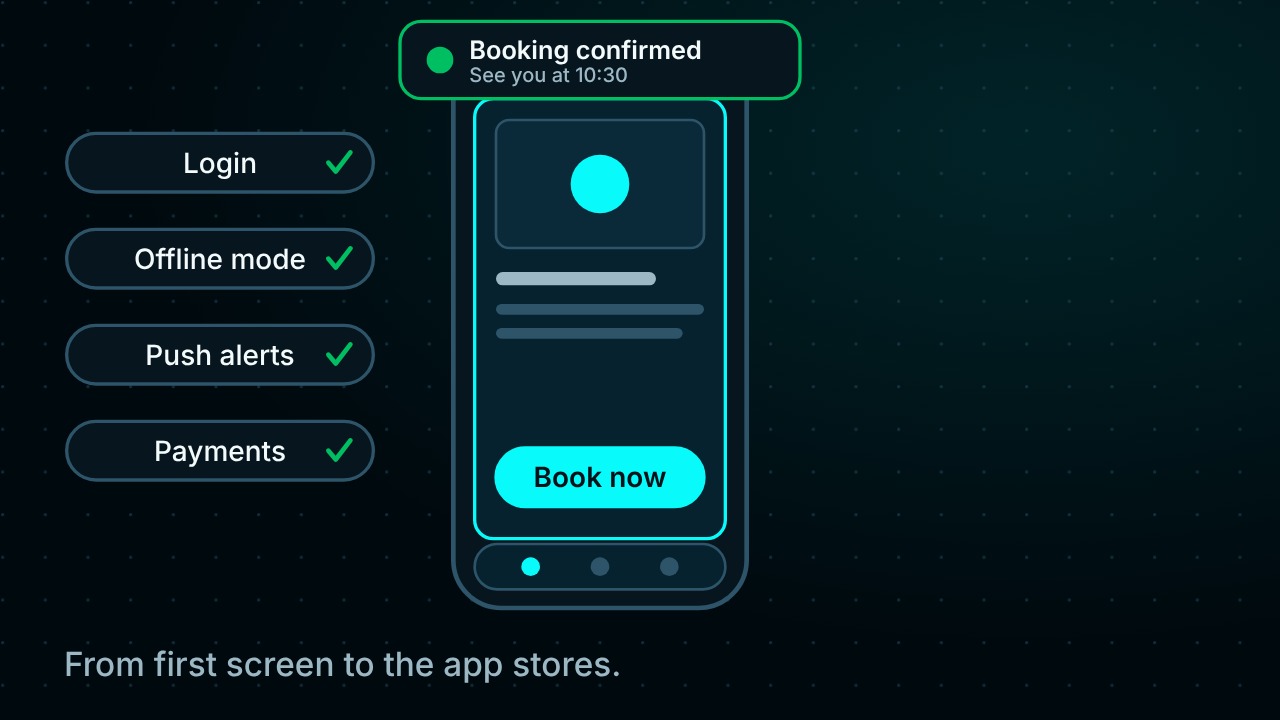 Booking confirmed
See you at 10:30
Login
Offline mode
Push alerts
Payments
Book now
From first screen to the app stores.